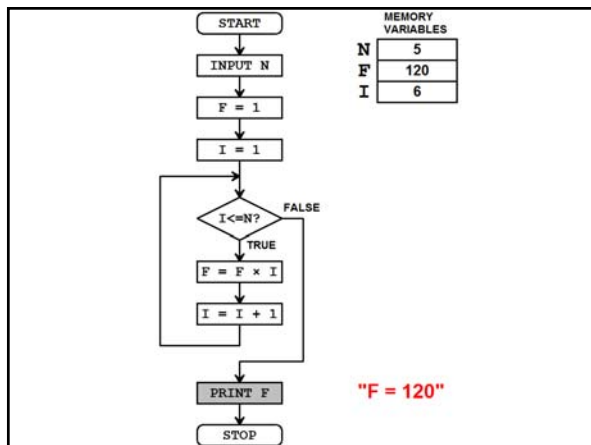 START
INPUT N
F = 1
I = 1
I<=N?
FALSE
TRUE
F = F × I
I = I + 1
PRINT F
STOP
MEMORY
VARIABLES
N 5
F 120
I 6
"F = 120"